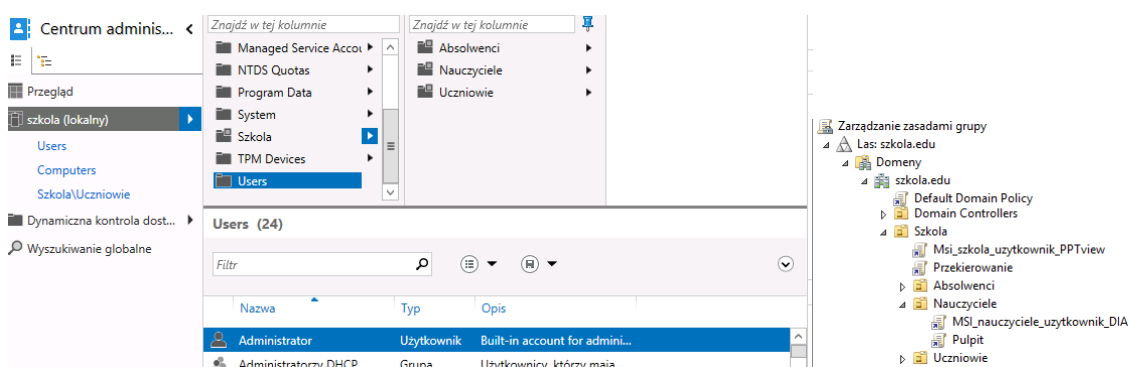 Centrum adminis...
Przegląd
szkola (lokalny)
Users
Computers
Szkola\Uczniowie
Dynamiczna kontrola dost...
Wyszukiwanie globalne
Znajdź w tej kolumnie
Managed Service Accou
NTDS Quotas
Program Data
System
Szkola
TPM Devices
Users
Znajdź w tej kolumnie
Absolwenci
Nauczyciele
Uczniowie
Users (24)
Filtr
Nazwa Typ Opis
Administrator Użytkownik Built-in account for admini...
Administratorzy DHCP Grupa Użytkownicy, którzy mają
Zarządzanie zasadami grupy
Las: szkola.edu
Domeny
szkola.edu
Default Domain Policy
Domain Controllers
Szkola
Msi_szkola_uzytkownik_PPTview
Przekierowanie
Absolwenci
Nauczyciele
MSI_nauczyciele_uzytkownik_DIA
Pulpit
Uczniowie